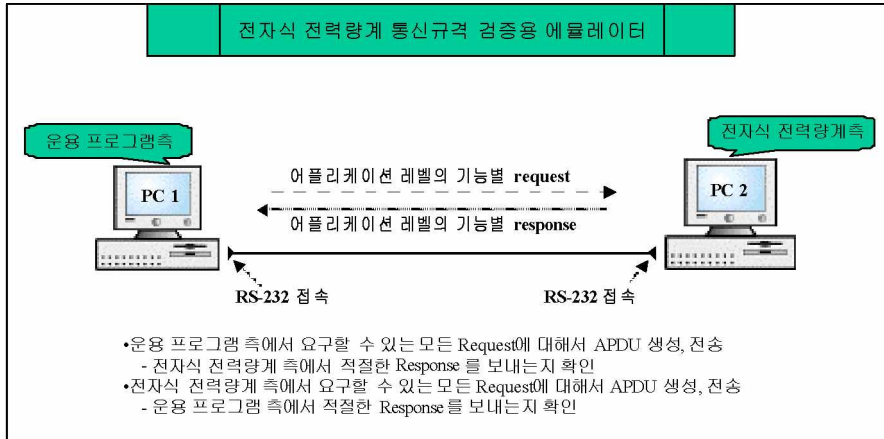 전자식 전력량계 통신규격 검증용 에뮬레이터
운용 프로그램측
전자식 전력량계측
PC 1
PC 2
어플리케이션 레벨의 기능별 request
어플리케이션 레벨의 기능별 response
RS-232 접속
RS-232 접속
•운용 프로그램 측에서 요구할 수 있는 모든 Request에 대해서 APDU 생성, 전송
- 전자식 전력량계 측에서 적절한 Response 를 보내는지 확인
•전자식 전력량계 측에서 요구할 수 있는 모든 Request에 대해서 APDU 생성, 전송
- 운용 프로그램 측에서 적절한 Response 를 보내는지 확인